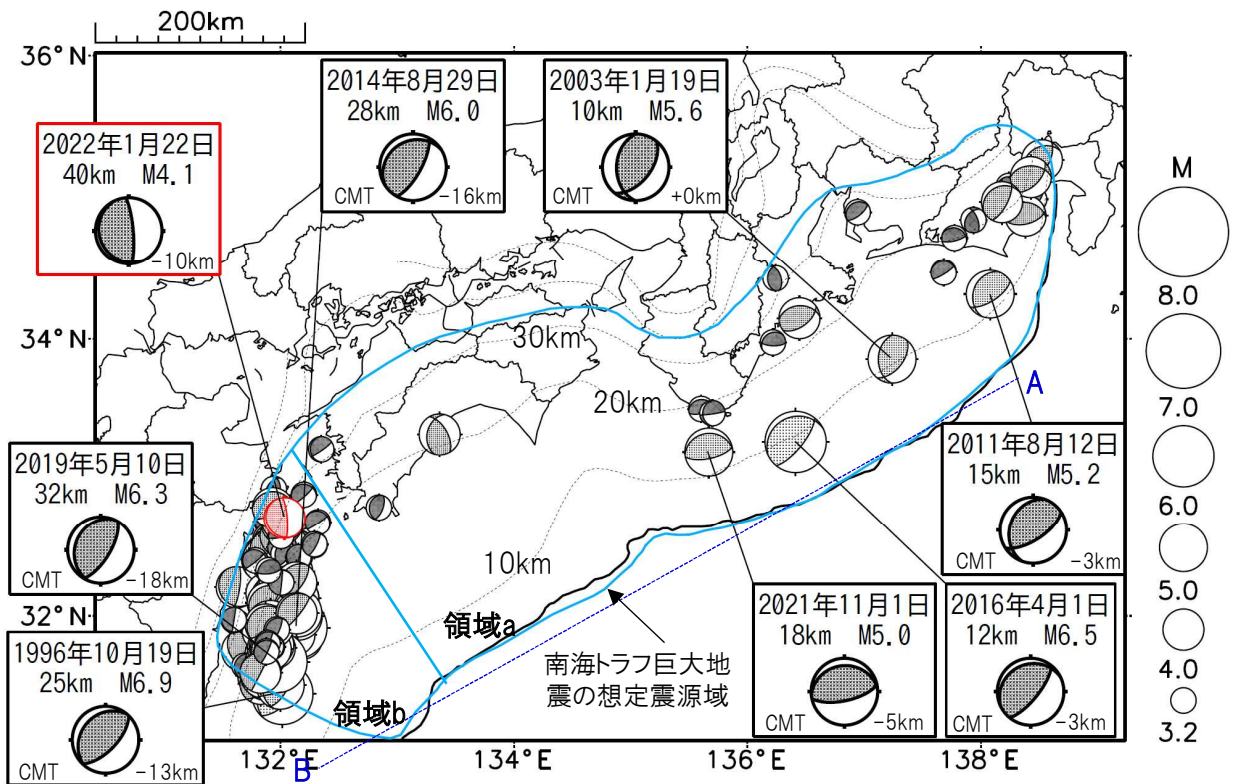 200km
36°N
34°N
32°N
132°E
134°E
136°E
138°E
2022年1月22日
40km M4.1
-10km
2014年8月29日
28km M6.0
CMT
-16km
2003年1月19日
10km M5.6
CMT
+0km
2019年5月10日
32km M6.3
CMT
-18km
1996年10月19日
25km M6.9
CMT
-13km
2011年8月12日
15km M5.2
CMT
-3km
2021年11月1日
18km M5.0
CMT
-5km
2016年4月1日
12km M6.5
CMT
-3km
30km
20km
10km
領域a
領域b
南海トラフ巨大地
震の想定震源域
A
B
M
8.0
7.0
6.0
5.0
4.0
3.2